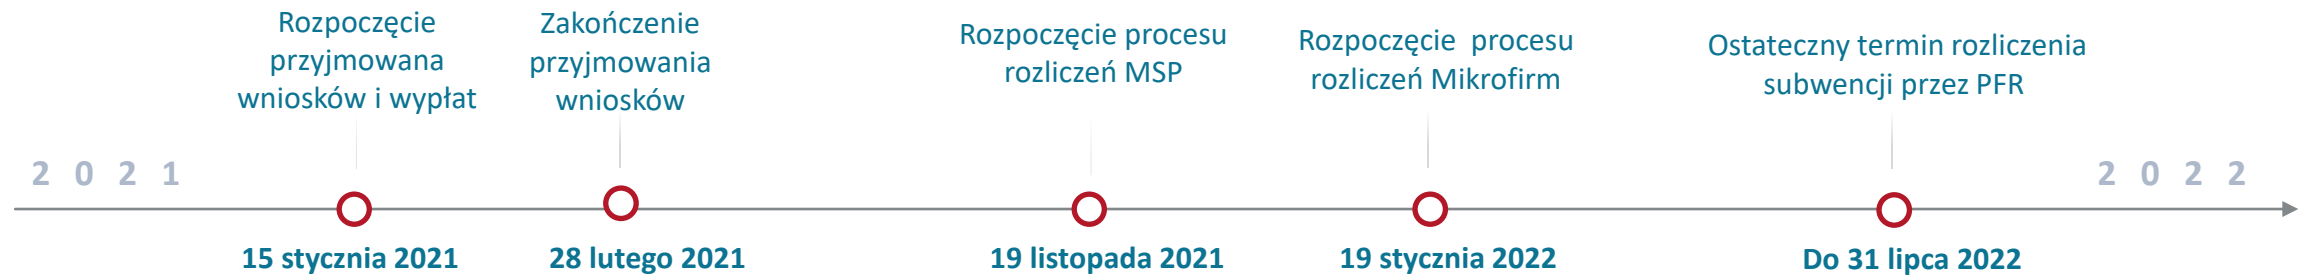 Rozpoczęcie
przyjmowana
wniosków i wypłat
Zakończenie
przyjmowania
wniosków
Rozpoczęcie procesu
rozliczeń MSP
Rozpoczęcie procesu
rozliczeń Mikrofirm
Ostateczny termin rozliczenia
subwencji przez PFR
2 0 2 1
2 0 2 2
15 stycznia 2021
28 lutego 2021
19 listopada 2021
19 stycznia 2022
Do 31 lipca 2022